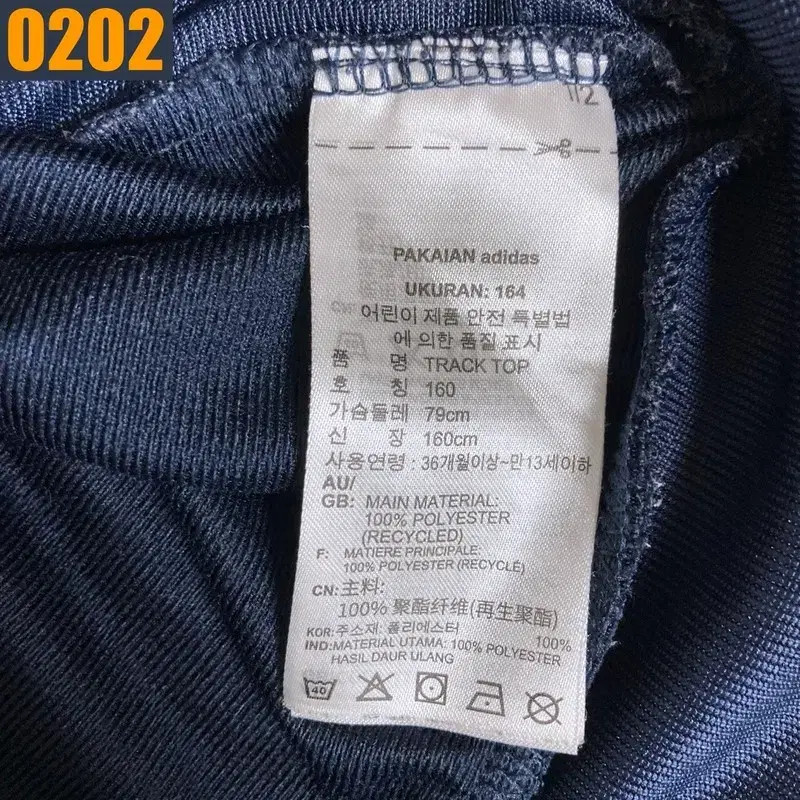 0202
1/2
PAKAIAN adidas
UKURAN: 164
어린이 제품 안전 특별법
에 의한 품질 표시
품 명 TRACK TOP
호 칭 160
가슴둘레 79cm
신 장 160cm
사용연령 : 36개월이상~만13세이하
AU/
GB: MAIN MATERIAL:
100% POLYESTER
(RECYCLED)
F: MATIERE PRINCIPALE:
100% POLYESTER (RECYCLÉ)
CN: 主料:
100% 聚酯纤维(再生聚酯)
KOR: 주소재: 폴리에스터 100%
IND: MATERIAL UTAMA: 100% POLYESTER
HASIL DAUR ULANG
40